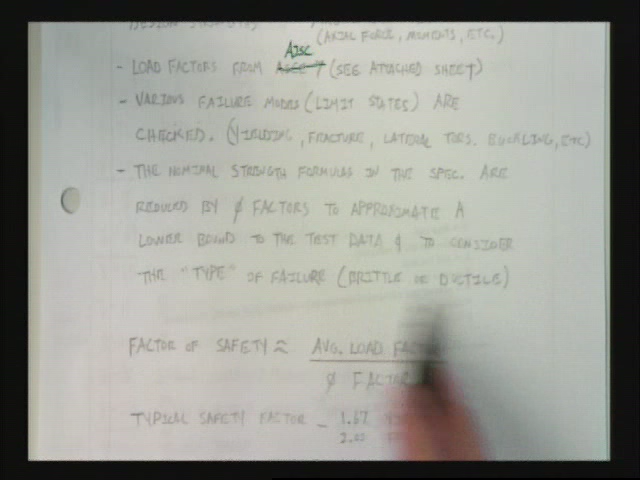 (AXIAL FORCE, MOMENTS, ETC.)
AISC
- LOAD FACTORS FROM ASCE 7 (SEE ATTACHED SHEET)
- VARIOUS FAILURE MODES (LIMIT STATES) ARE
CHECKED. (YIELDING, FRACTURE, LATERAL TORS. BUCKLING, ETC)
- THE NOMINAL STRENGTH FORMULAS IN THE SPEC. ARE
REDUCED BY φ FACTORS TO APPROXIMATE A
LOWER BOUND TO THE TEST DATA & TO CONSIDER
THE "TYPE" OF FAILURE (BRITTLE OR DUCTILE)
FACTOR OF SAFETY ≈ AVG. LOAD
φ FACTOR
TYPICAL SAFETY FACTOR - 1.67
2.00